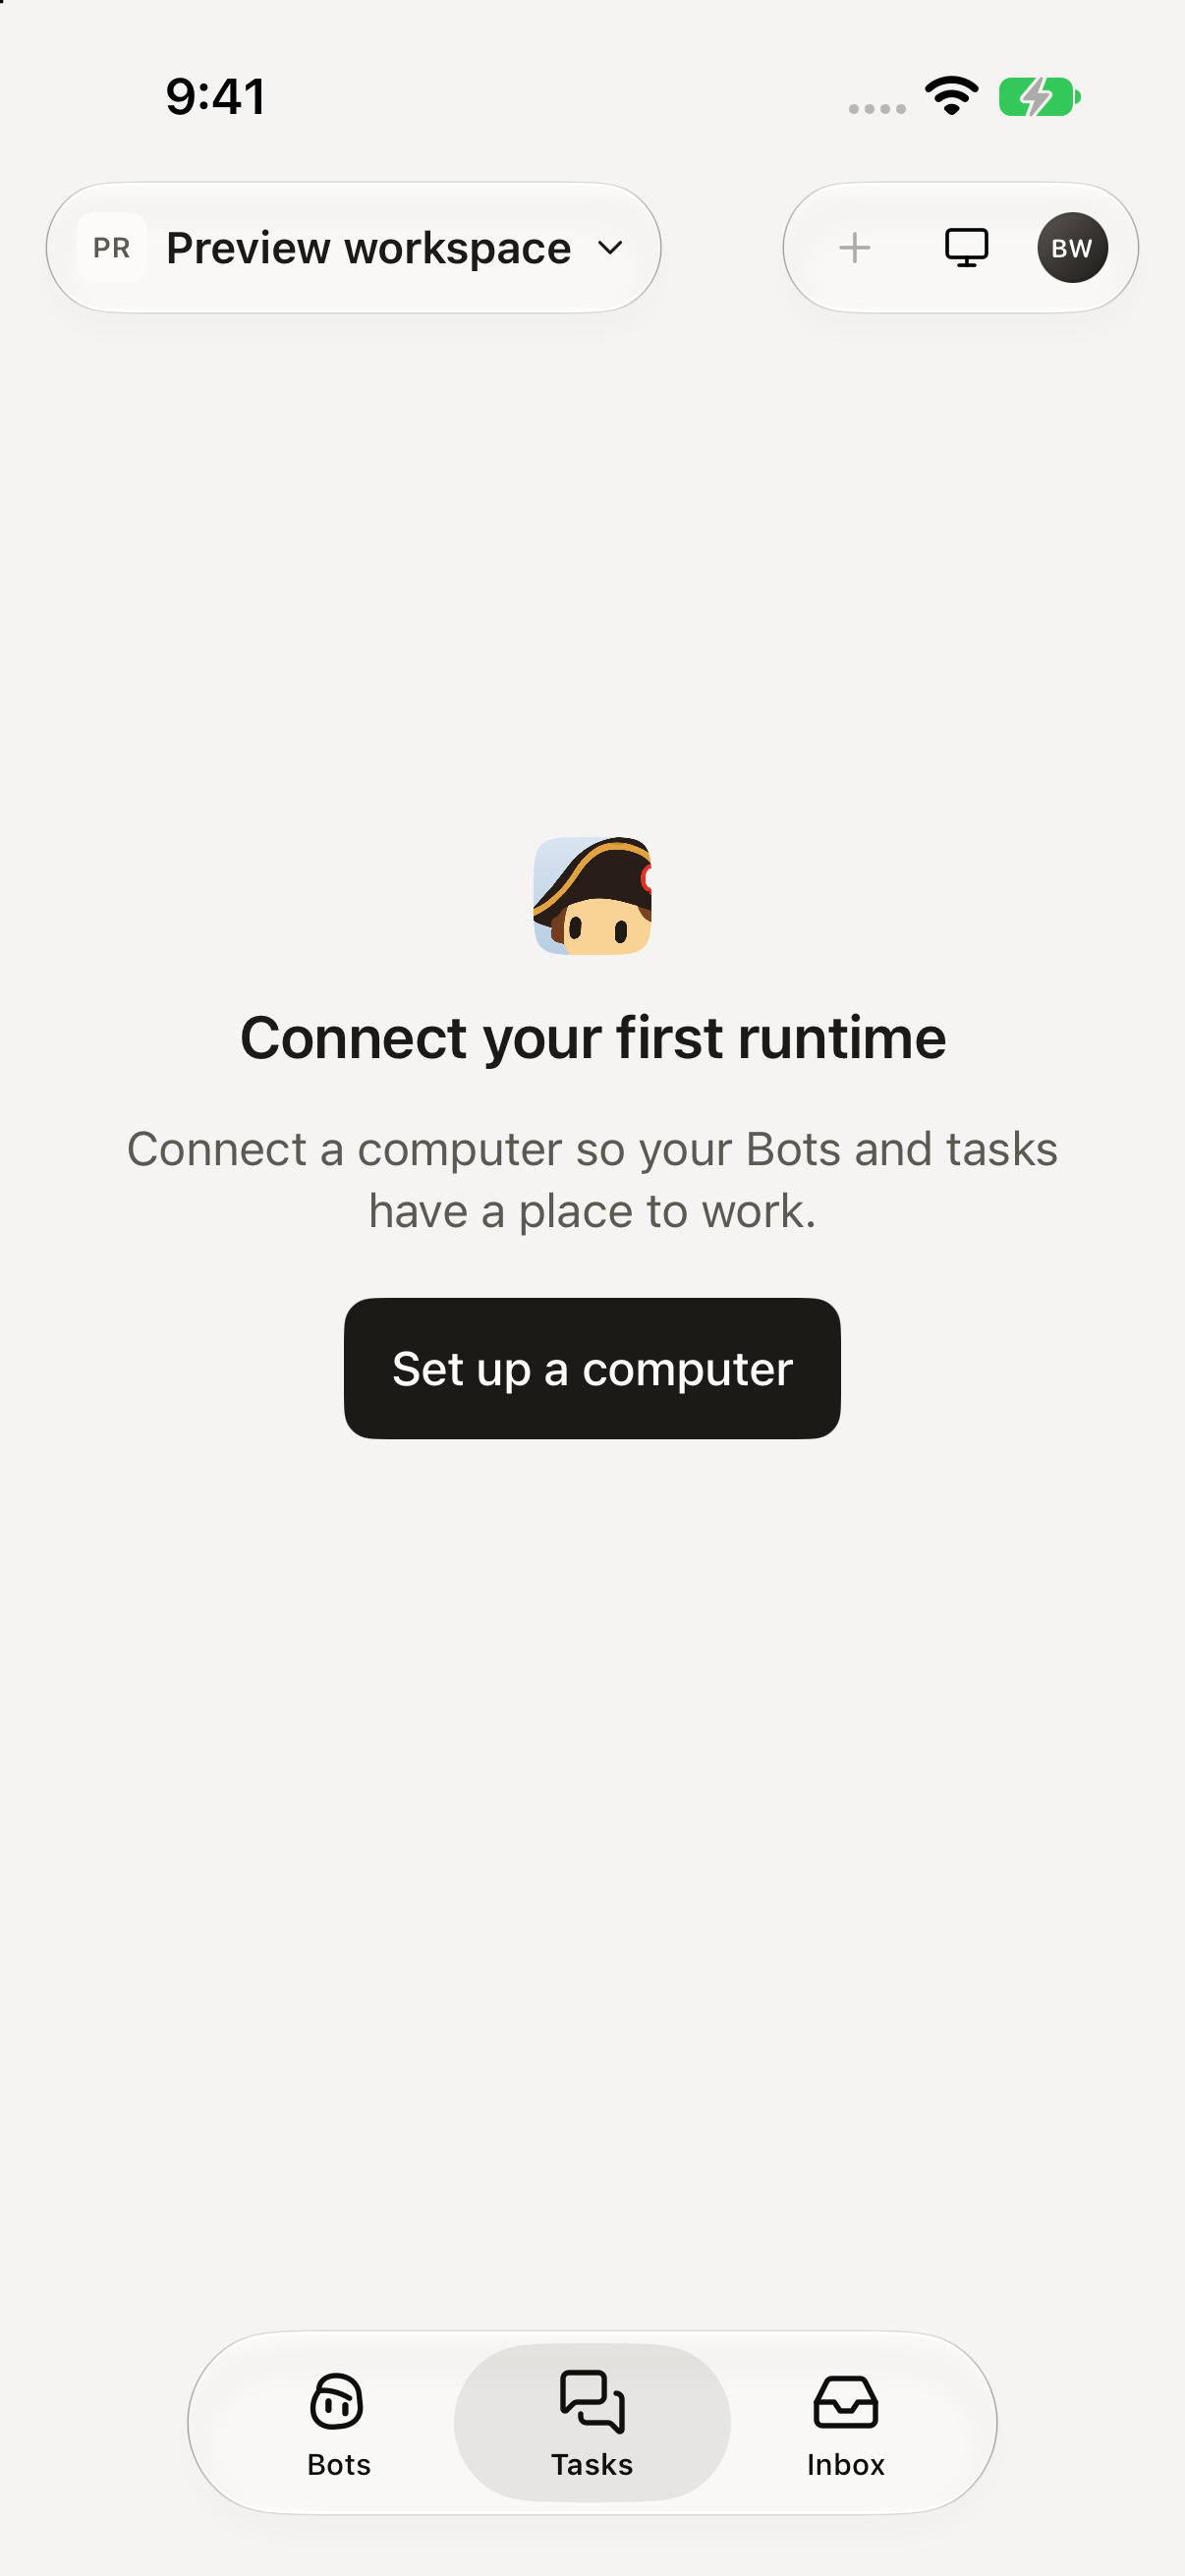 9:41
PR Preview workspace
BW
Connect your first runtime
Connect a computer so your Bots and tasks
have a place to work.
Set up a computer
Bots Tasks Inbox